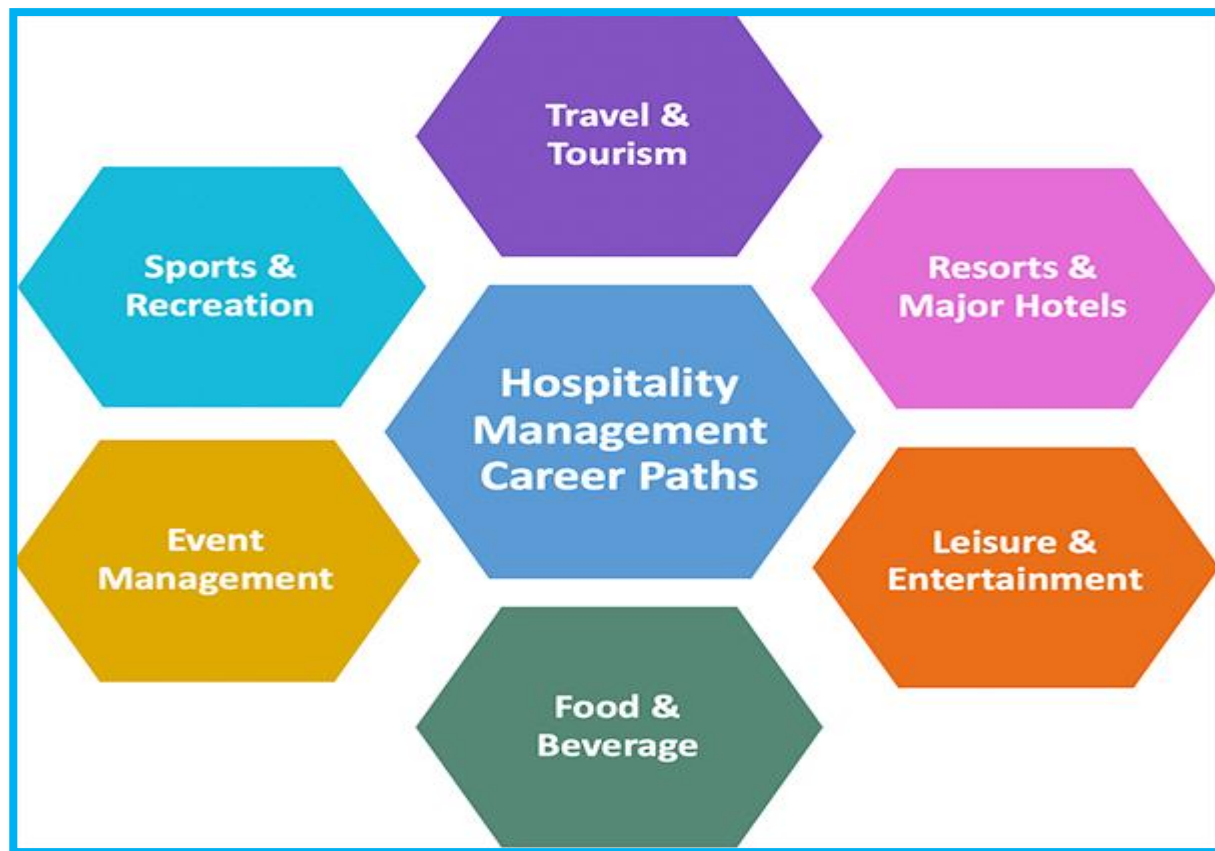 Travel &
Tourism
Sports &
Recreation
Resorts &
Major Hotels
Hospitality
Management
Career Paths
Event
Management
Leisure &
Entertainment
Food &
Beverage